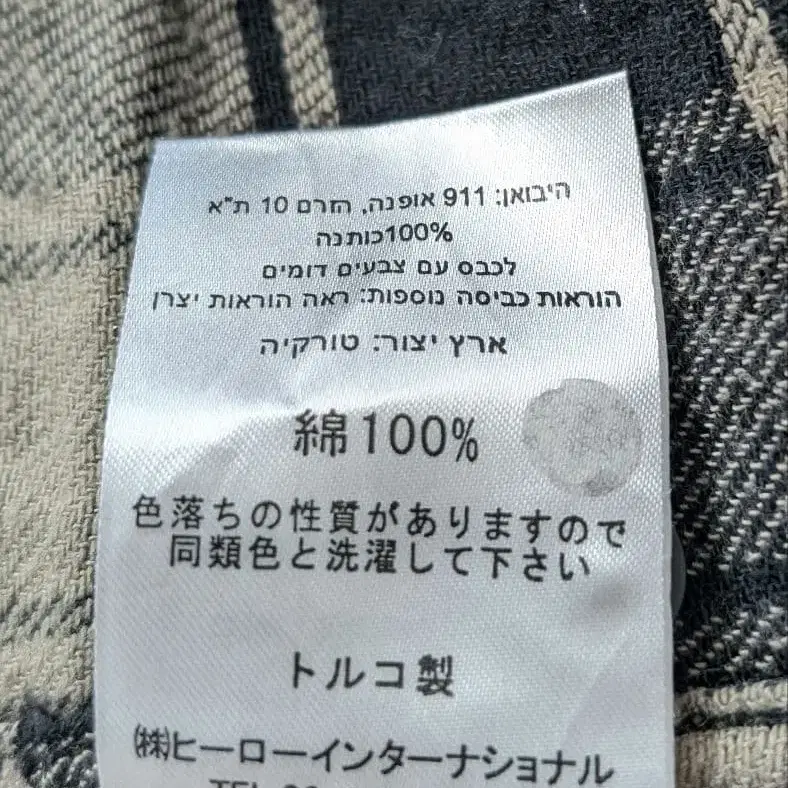 היבואן: 911 אופנה, הזרם 10 ת"א
100%כותנה
לכבס עם צבעים דומים
הוראות כביסה נוספות: ראה הוראות יצרן
ארץ יצור: טורקיה
綿100%
色落ちの性質がありますので
同類色と洗濯して下さい
トルコ製
㈱ヒーローインターナショナル